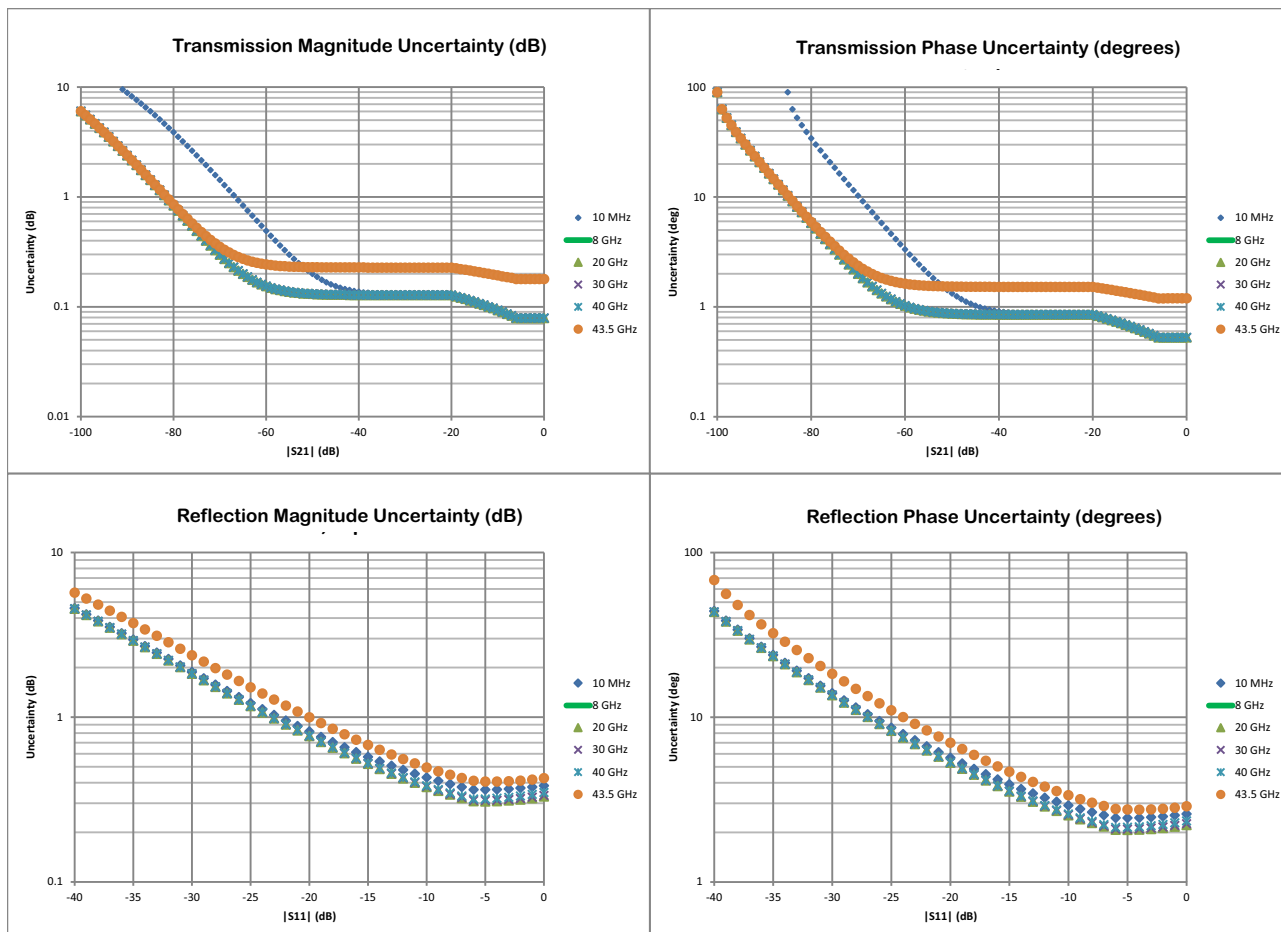 Transmission Magnitude Uncertainty (dB)
Uncertainty (dB)
10
1
0.1
0.01
-100
-80
-60
-40
-20
0
|S21| (dB)
10 MHz
8 GHz
20 GHz
30 GHz
40 GHz
43.5 GHz
Transmission Phase Uncertainty (degrees)
Uncertainty (deg)
100
10
1
0.1
-100
-80
-60
-40
-20
0
|S21| (dB)
10 MHz
8 GHz
20 GHz
30 GHz
40 GHz
43.5 GHz
Reflection Magnitude Uncertainty (dB)
Uncertainty (dB)
10
1
0.1
-40
-35
-30
-25
-20
-15
-10
-5
0
|S11| (dB)
10 MHz
8 GHz
20 GHz
30 GHz
40 GHz
43.5 GHz
Reflection Phase Uncertainty (degrees)
Uncertainty (deg)
100
10
1
-40
-35
-30
-25
-20
-15
-10
-5
0
|S11| (dB)
10 MHz
8 GHz
20 GHz
30 GHz
40 GHz
43.5 GHz